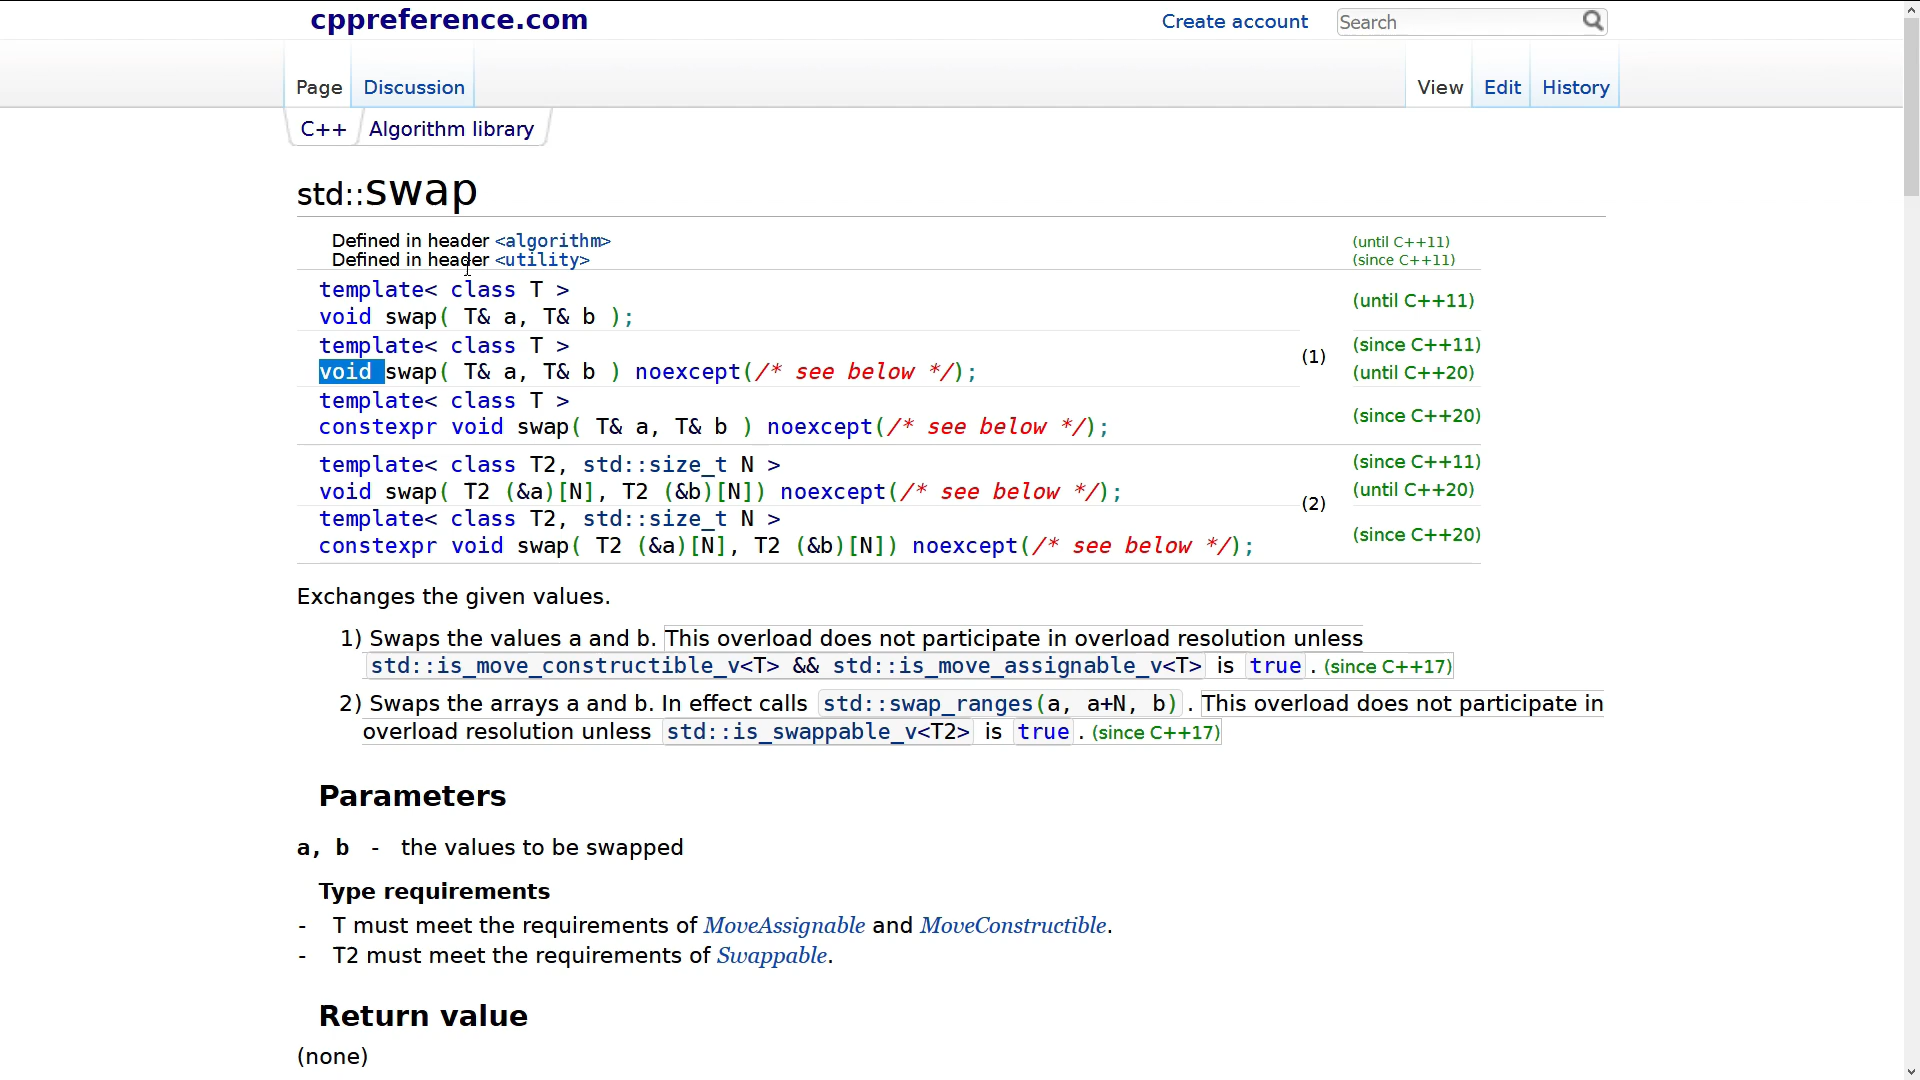 cppreference.com
Create account
Search
Page
Discussion
View
Edit
History
C++
Algorithm library
std::swap
Defined in header <algorithm> (until C++11)
Defined in header <utility> (since C++11)
template< class T >
void swap( T& a, T& b );
(until C++11)
template< class T >
void swap( T& a, T& b ) noexcept(/* see below */);
(1)
(since C++11)
(until C++20)
template< class T >
constexpr void swap( T& a, T& b ) noexcept(/* see below */);
(since C++20)
template< class T2, std::size_t N >
void swap( T2 (&a)[N], T2 (&b)[N]) noexcept(/* see below */);
(since C++11)
(until C++20)
(2)
template< class T2, std::size_t N >
constexpr void swap( T2 (&a)[N], T2 (&b)[N]) noexcept(/* see below */);
(since C++20)
Exchanges the given values.
1) Swaps the values a and b. This overload does not participate in overload resolution unless
std::is_move_constructible_v<T> && std::is_move_assignable_v<T> is true. (since C++17)
2) Swaps the arrays a and b. In effect calls std::swap_ranges(a, a+N, b). This overload does not participate in
overload resolution unless std::is_swappable_v<T2> is true. (since C++17)
Parameters
a, b - the values to be swapped
Type requirements
- T must meet the requirements of MoveAssignable and MoveConstructible.
- T2 must meet the requirements of Swappable.
Return value
(none)